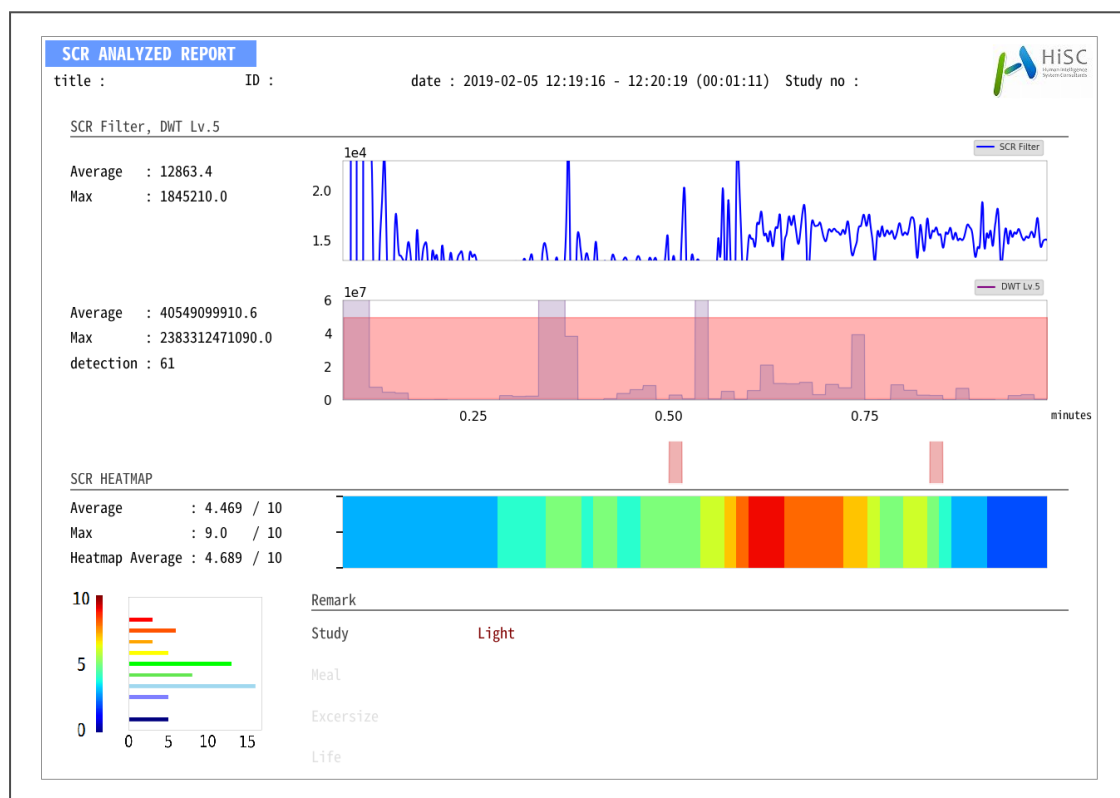 SCR ANALYZED REPORT
title :
ID :
date : 2019-02-05 12:19:16 - 12:20:19 (00:01:11)
Study no :
HiSC
Human Intelligence
System Consultants
SCR Filter, DWT Lv.5
Average : 12863.4
Max : 1845210.0
1e4
SCR Filter
2.0
1.5
Average : 40549099910.6
Max : 2383312471090.0
detection : 61
1e7
DWT Lv.5
6
4
2
0
0.25 0.50 0.75 minutes
SCR HEATMAP
Average : 4.469 / 10
Max : 9.0 / 10
Heatmap Average : 4.689 / 10
10
5
0
0 5 10 15
Remark
Study Light
Meal
Excersize
Life